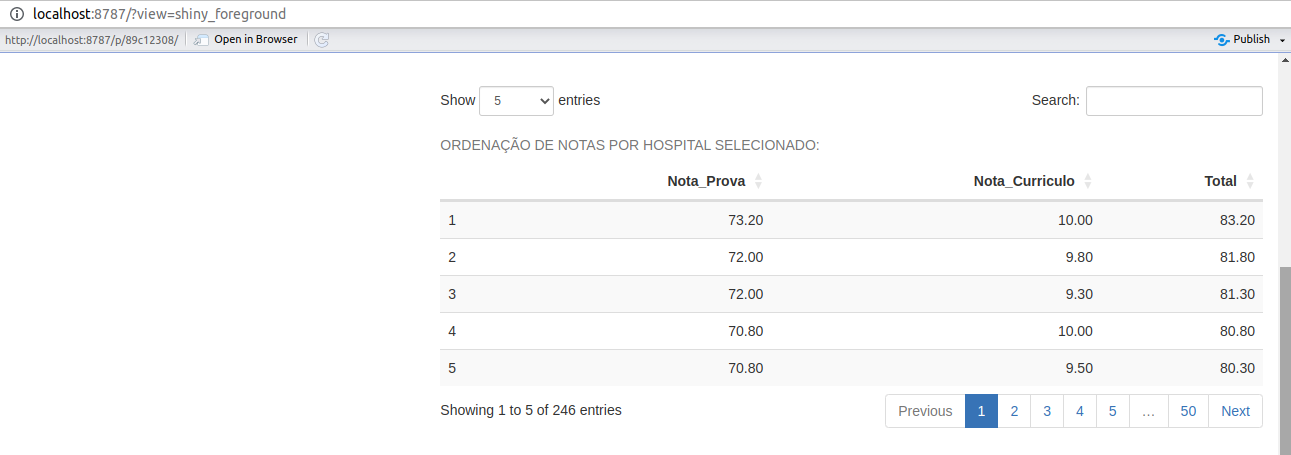 localhost:8787/?view=shiny_foreground
http://localhost:8787/p/89c12308/ Open in Browser Publish
Show 5 entries Search:
ORDENAÇÃO DE NOTAS POR HOSPITAL SELECIONADO:
Nota_Prova Nota_Curriculo Total
1 73.20 10.00 83.20
2 72.00 9.80 81.80
3 72.00 9.30 81.30
4 70.80 10.00 80.80
5 70.80 9.50 80.30
Showing 1 to 5 of 246 entries Previous 1 2 3 4 5 … 50 Next